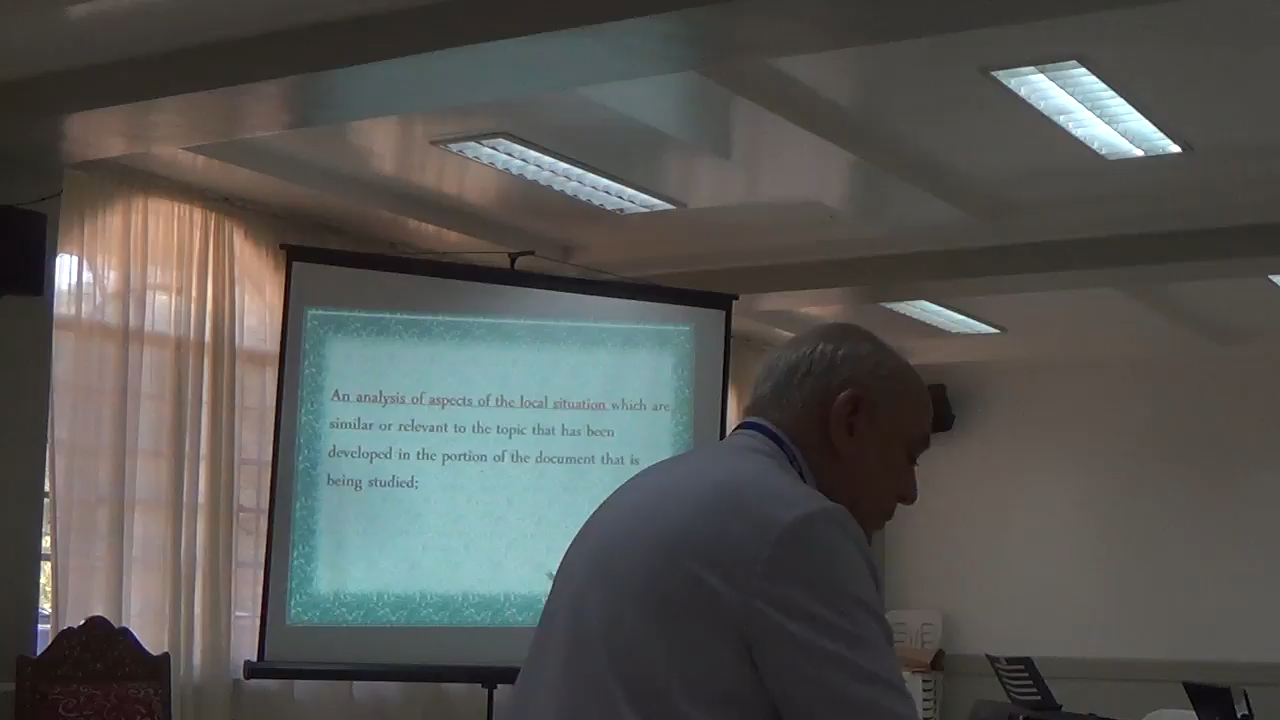 An analysis of aspects of the local situation which are
similar or relevant to the topic that has been
developed in the portion of the document that is
being studied;